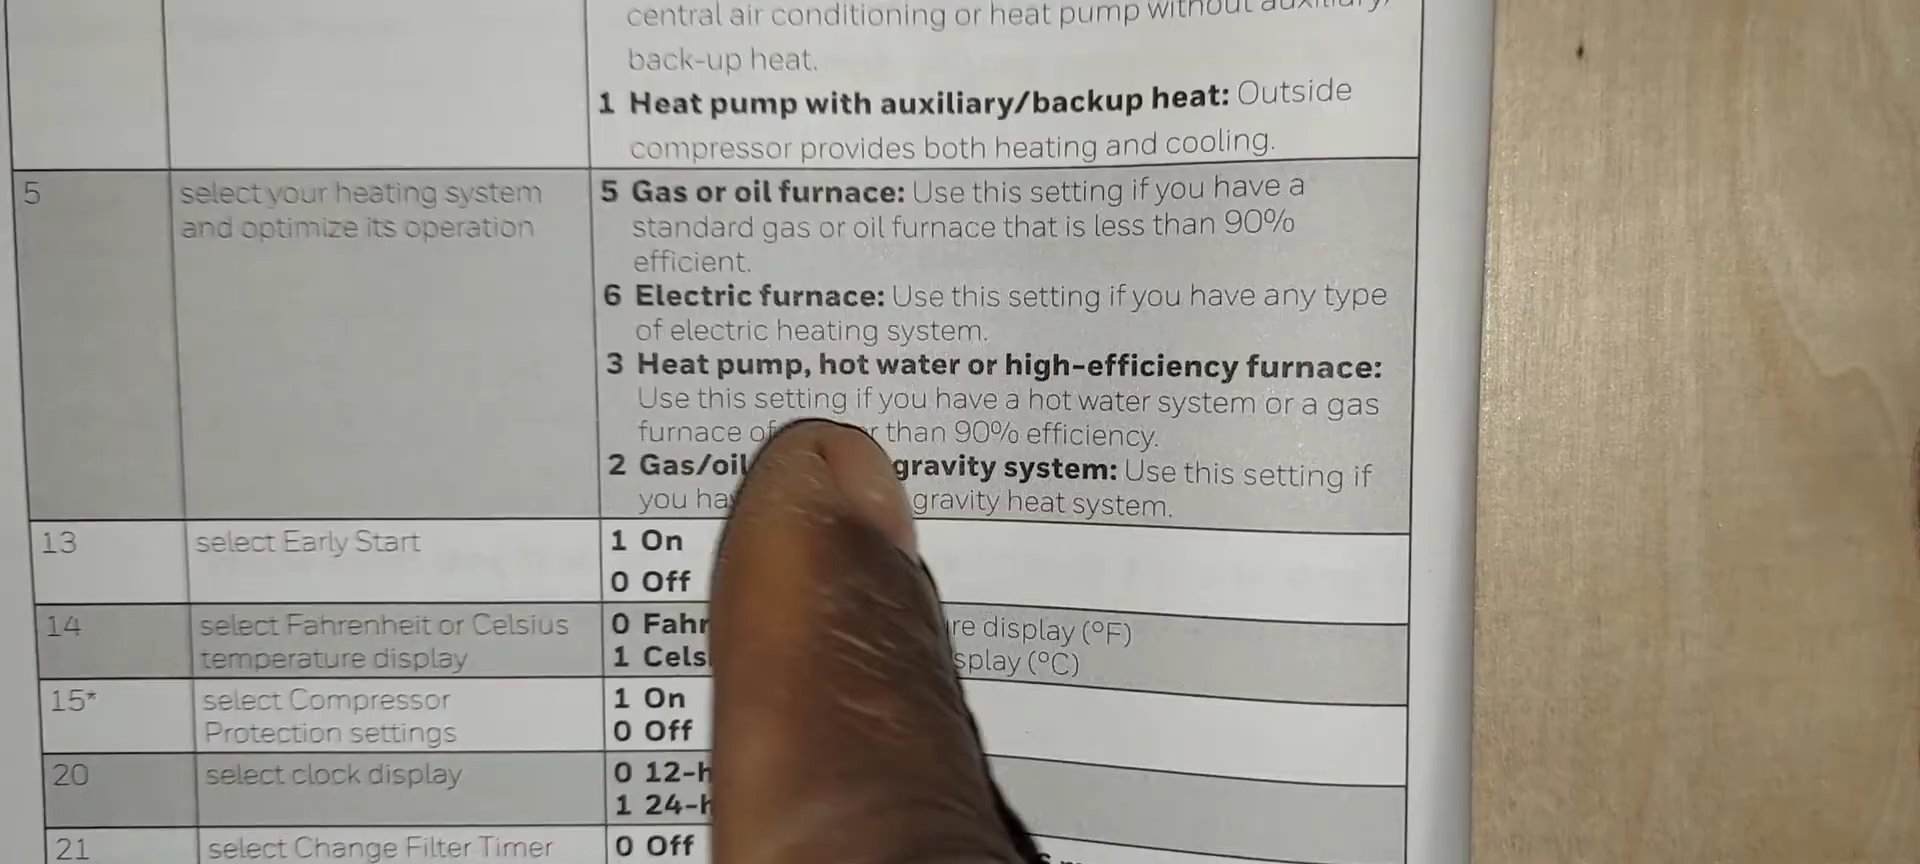 central air conditioning or heat pump without auxiliary/
back-up heat.
1 Heat pump with auxiliary/backup heat: Outside
compressor provides both heating and cooling.
5 select your heating system
and optimize its operation
5 Gas or oil furnace: Use this setting if you have a
standard gas or oil furnace that is less than 90%
efficient.
6 Electric furnace: Use this setting if you have any type
of electric heating system.
3 Heat pump, hot water or high-efficiency furnace:
Use this setting if you have a hot water system or a gas
furnace of than 90% efficiency.
2 Gas/oil gravity system: Use this setting if
you gravity heat system.
13 select Early Start
1 On
0 Off
14 select Fahrenheit or Celsius
temperature display
0 display (°F)
1 (°C)
15* select Compressor
Protection settings
1 On
0 Off
20 select clock display
0 12-
1 24-
21 select Change Filter Timer
0 Off